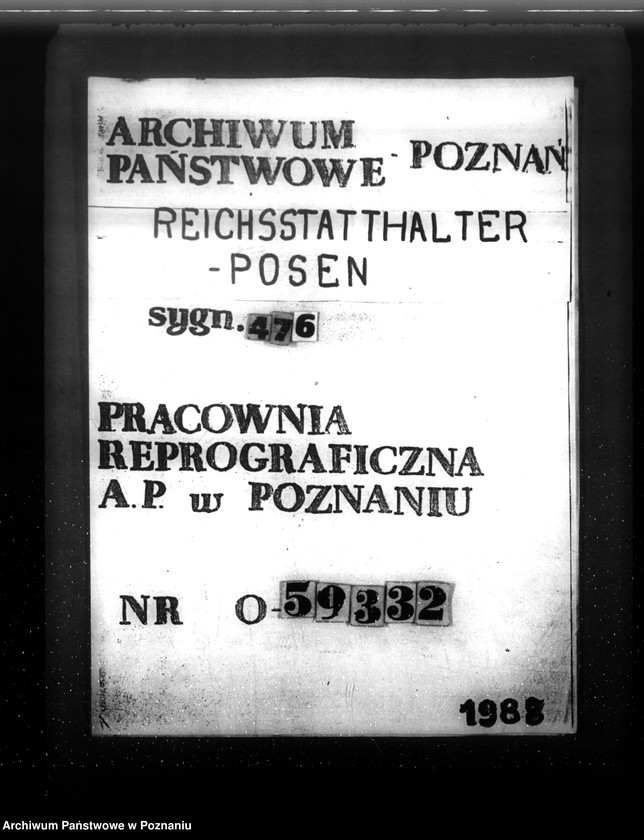 ARCHIWUM
PAŃSTWOWE - POZNAŃ
REICHSSTATTHALTER
-POSEN
sygn. 476
PRACOWNIA
REPROGRAFICZNA
A.P. w POZNANIU
NR O-59332
1988
Archiwum Państwowe w Poznaniu